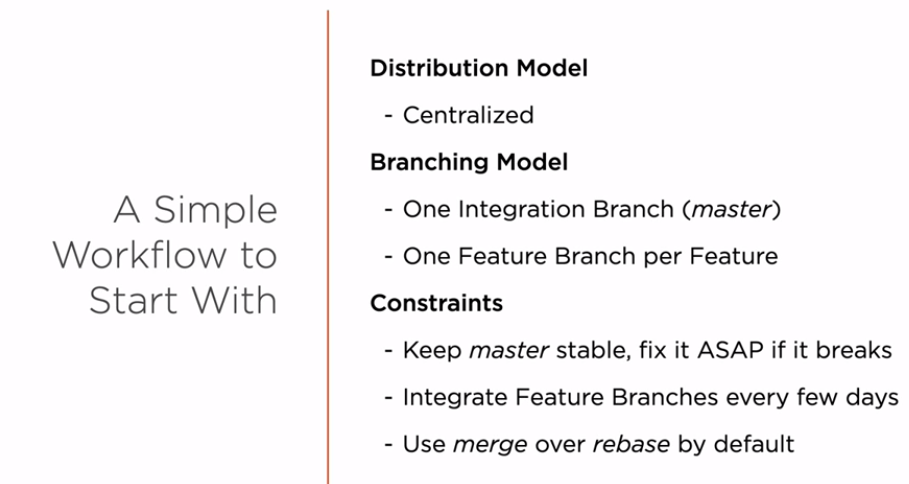 A Simple
Workflow to
Start With
Distribution Model
- Centralized
Branching Model
- One Integration Branch (master)
- One Feature Branch per Feature
Constraints
- Keep master stable, fix it ASAP if it breaks
- Integrate Feature Branches every few days
- Use merge over rebase by default